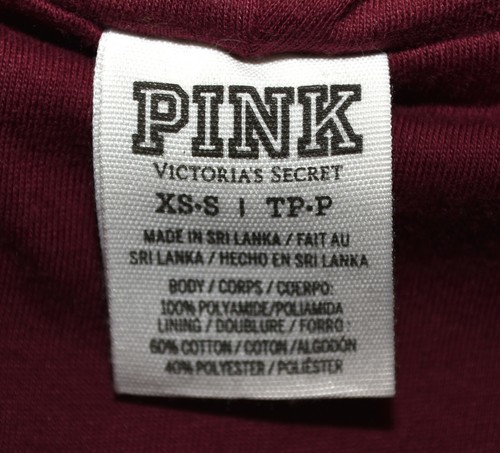 PINK
VICTORIA'S SECRET
XS•S | TP•P
MADE IN SRI LANKA / FAIT AU
SRI LANKA / HECHO EN SRI LANKA
BODY / CORPS / CUERPO:
100% POLYAMIDE/POLIAMIDA
LINING / DOUBLURE / FORRO:
60% COTTON / COTON / ALGODÓN
40% POLYESTER / POLIÉSTER